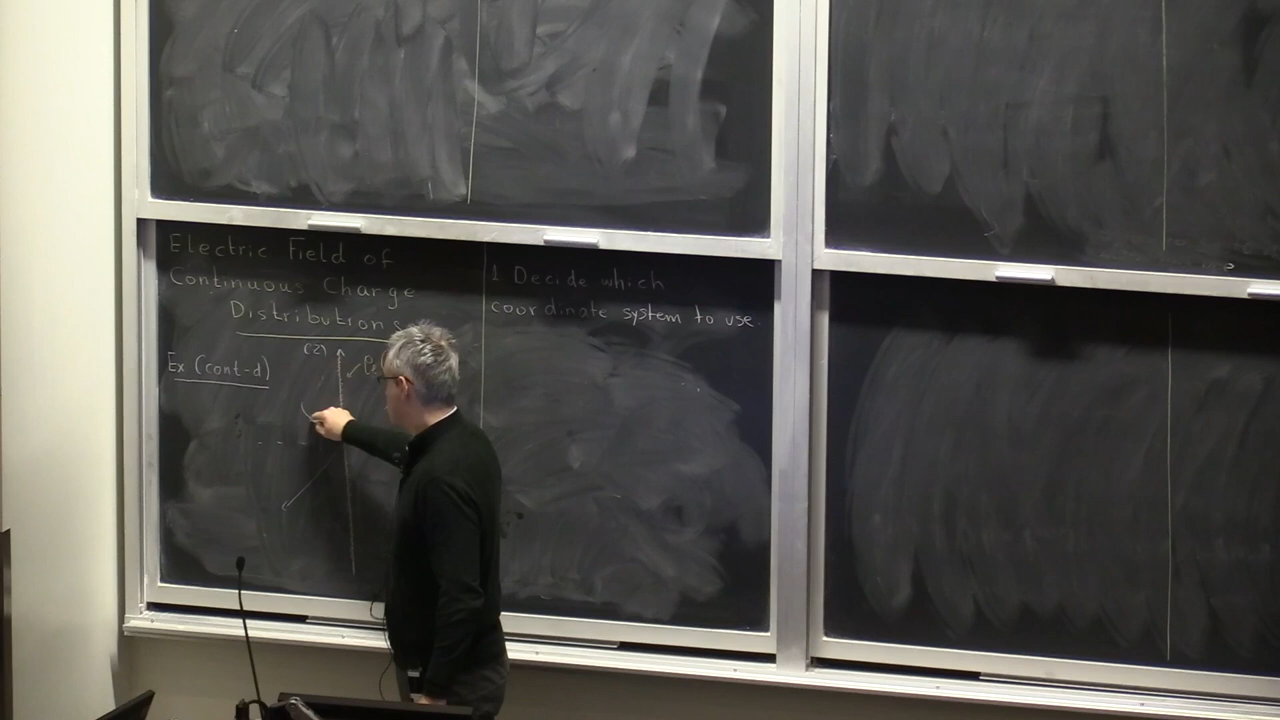 Electric Field of
Continuous Charge
Distributions
Ex (cont-d)
(z)
1. Decide which
coordinate system to use.